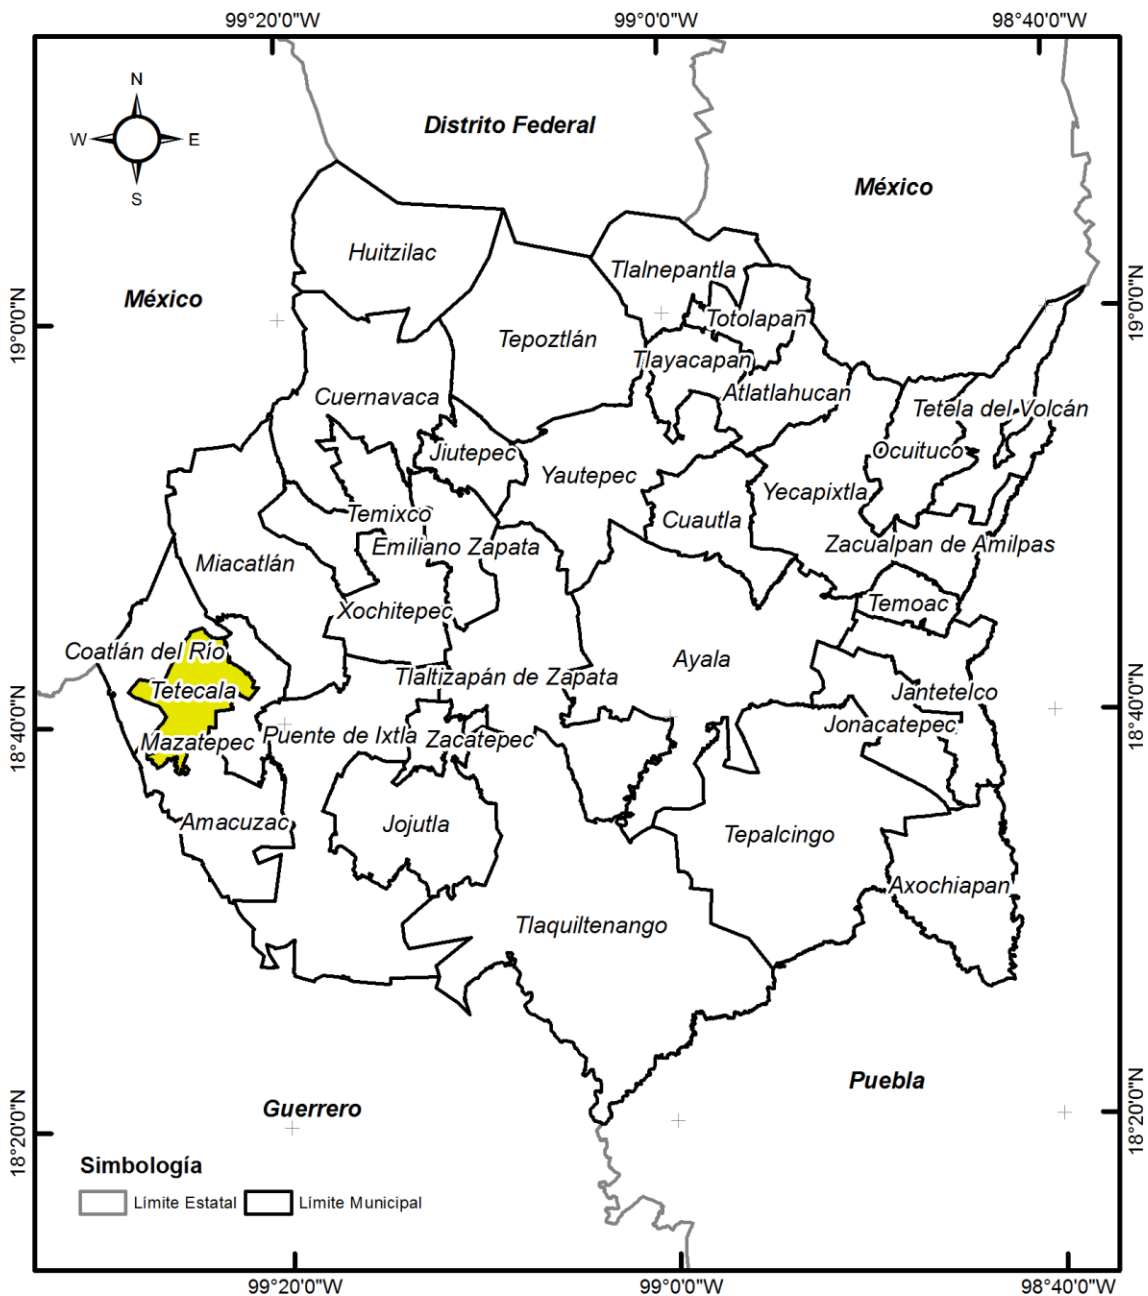 99°20'0"W 99°0'0"W 98°40'0"W
N
W E
S
Distrito Federal
México
Huitzilac
Tlalnepantla
México
19°0'0"N
19°0'0"N
Totolapan
Tepoztlán
Tlayacapan
Atlatlahucan
Cuernavaca
Tetela del Volcán
Jiutepec
Ocuituco
Yautepec
Yecapixtla
Temixco
Cuautla
Emiliano Zapata
Zacualpan de Amilpas
Miacatlán
Temoac
Xochitepec
Coatlán del Río
Ayala
Tlaltizapán de Zapata
Tetecala
Jantetelco
18°40'0"N
18°40'0"N
Jonacatepec
Mazatepec
Puente de Ixtla
Zacatepec
Amacuzac
Jojutla
Tepalcingo
Axochiapan
Tlaquiltenango
Puebla
Guerrero
18°20'0"N
18°20'0"N
Simbología
Límite Estatal Límite Municipal
99°20'0"W 99°0'0"W 98°40'0"W